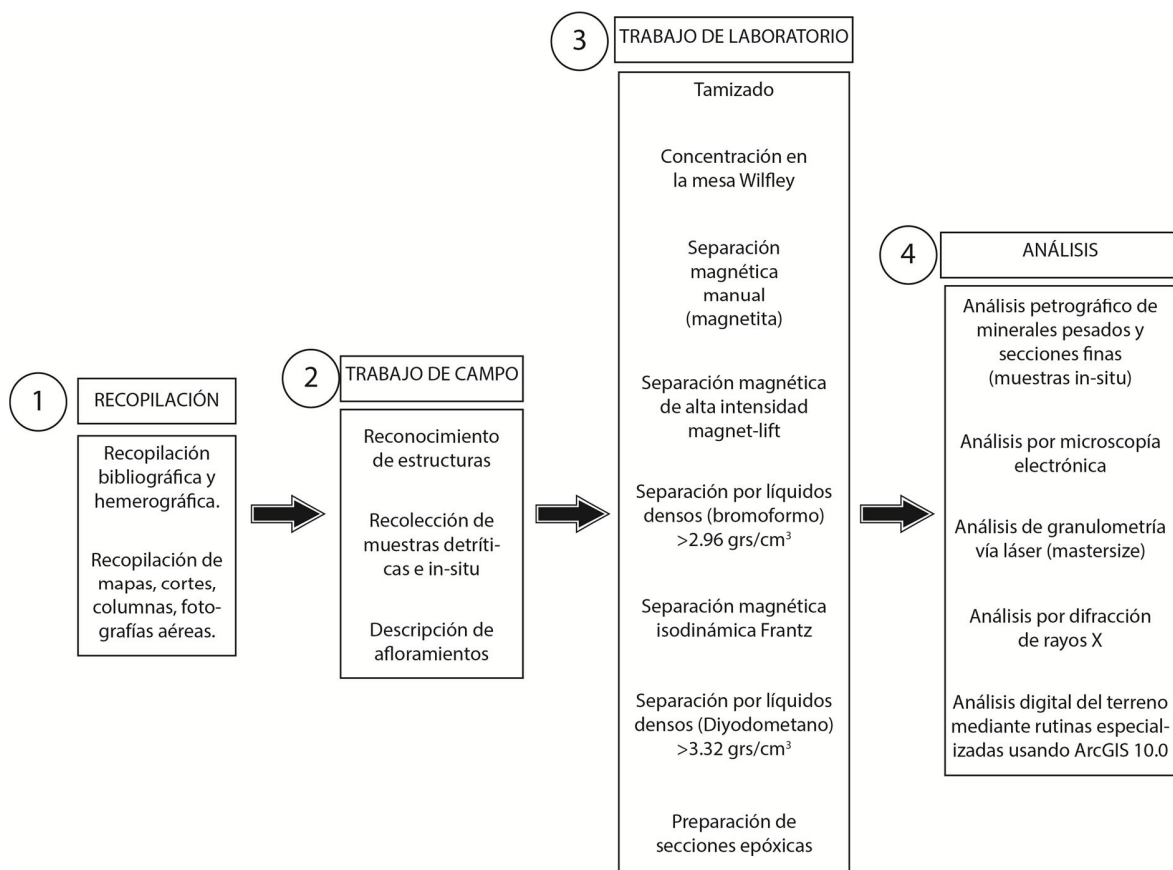 1
RECOPILACIÓN
Recopilación
bibliográfica y
hemerográfica.
Recopilación de
mapas, cortes,
columnas, foto-
grafías aéreas.
2
TRABAJO DE CAMPO
Reconocimiento
de estructuras
Recolección de
muestras detríti-
cas e in-situ
Descripción de
afloramientos
3
TRABAJO DE LABORATORIO
Tamizado
Concentración en
la mesa Wilfley
Separación
magnética
manual
(magnetita)
Separación magnética
de alta intensidad
magnet-lift
Separación por líquidos
densos (bromoformo)
>2.96 grs/cm³
Separación magnética
isodinámica Frantz
Separación por líquidos
densos (Diyodometano)
>3.32 grs/cm³
Preparación de
secciones epóxicas
4
ANÁLISIS
Análisis petrográfico de
minerales pesados y
secciones finas
(muestras in-situ)
Análisis por microscopía
electrónica
Análisis de granulometría
vía láser (mastersize)
Análisis por difracción
de rayos X
Análisis digital del terreno
mediante rutinas especial-
izadas usando ArcGIS 10.0